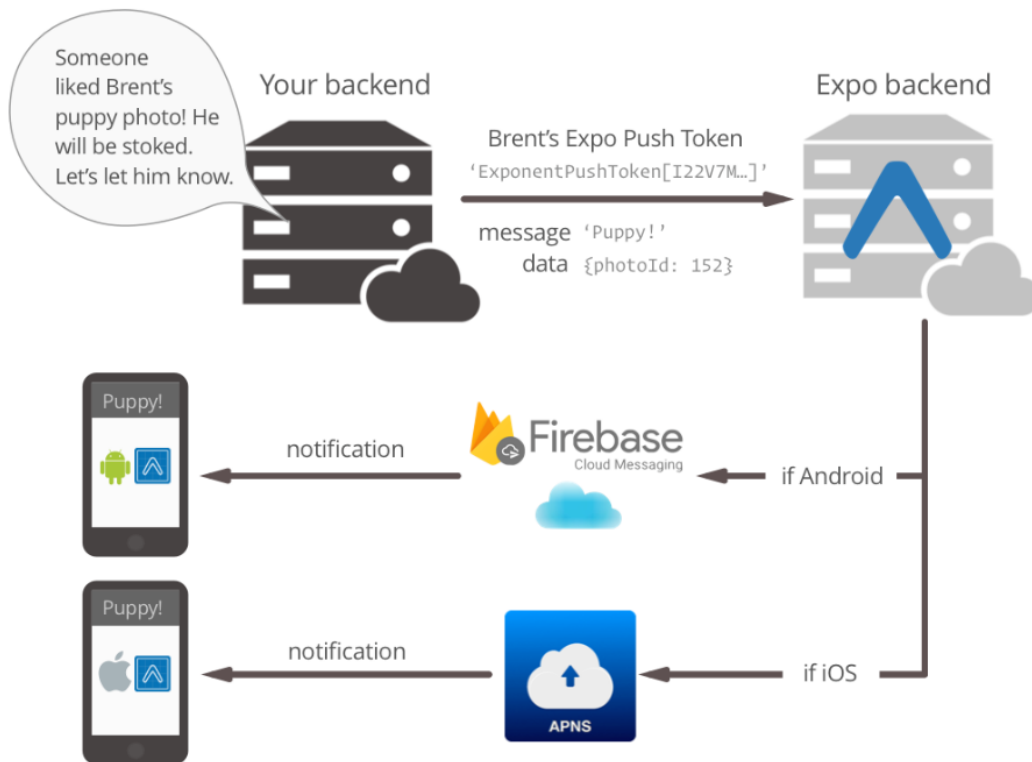 Someone
liked Brent’s
puppy photo! He
will be stoked.
Let’s let him know.
Your backend
Expo backend
Brent’s Expo Push Token
‘ExponentPushToken[I22V7M…]’
message ‘Puppy!’
data {photoId: 152}
Puppy!
notification
Firebase
Cloud Messaging
if Android
Puppy!
notification
APNS
if iOS